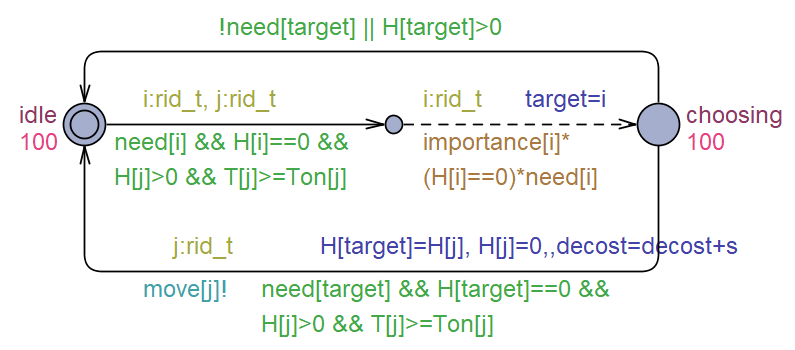 !need[target] || H[target]>0
i:rid_t, j:rid_t
i:rid_t
target=i
idle
100
choosing
100
need[i] && H[i]==0 &&
H[j]>0 && T[j]>=Ton[j]
importance[i]*
(H[i]==0)*need[i]
j:rid_t
H[target]=H[j], H[j]=0,,decost=decost+s
move[j]!
need[target] && H[target]==0 &&
H[j]>0 && T[j]>=Ton[j]